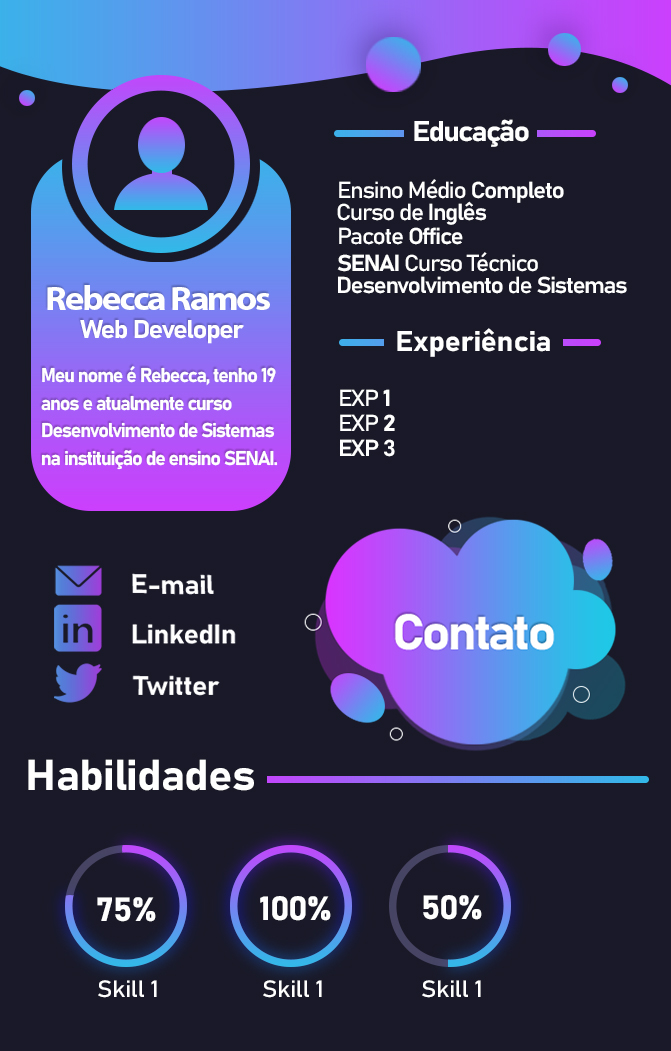 Educação
Ensino Médio Completo
Curso de Inglês
Pacote Office
SENAI Curso Técnico
Desenvolvimento de Sistemas
Rebecca Ramos
Web Developer
Meu nome é Rebecca, tenho 19
anos e atualmente curso
Desenvolvimento de Sistemas
na instituição de ensino SENAI.
Experiência
EXP 1
EXP 2
EXP 3
E-mail
in
LinkedIn
Twitter
Contato
Habilidades
75%
100%
50%
Skill 1
Skill 1
Skill 1